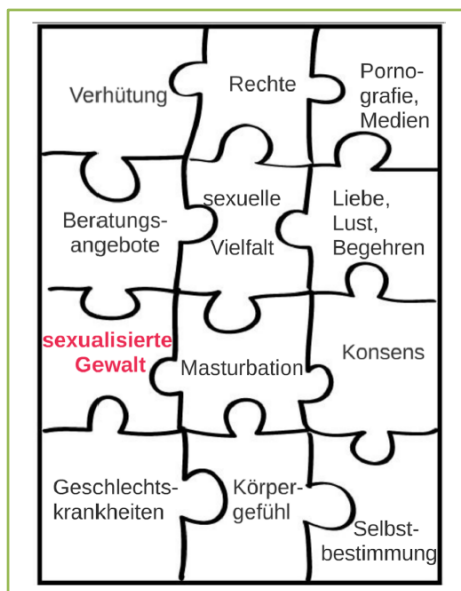 Verhütung
Rechte
Porno-
grafie,
Medien
Beratungs-
angebote
sexuelle
Vielfalt
Liebe,
Lust,
Begehren
sexualisierte
Gewalt
Masturbation
Konsens
Geschlechts-
krankheiten
Körper-
gefühl
Selbst-
bestimmung